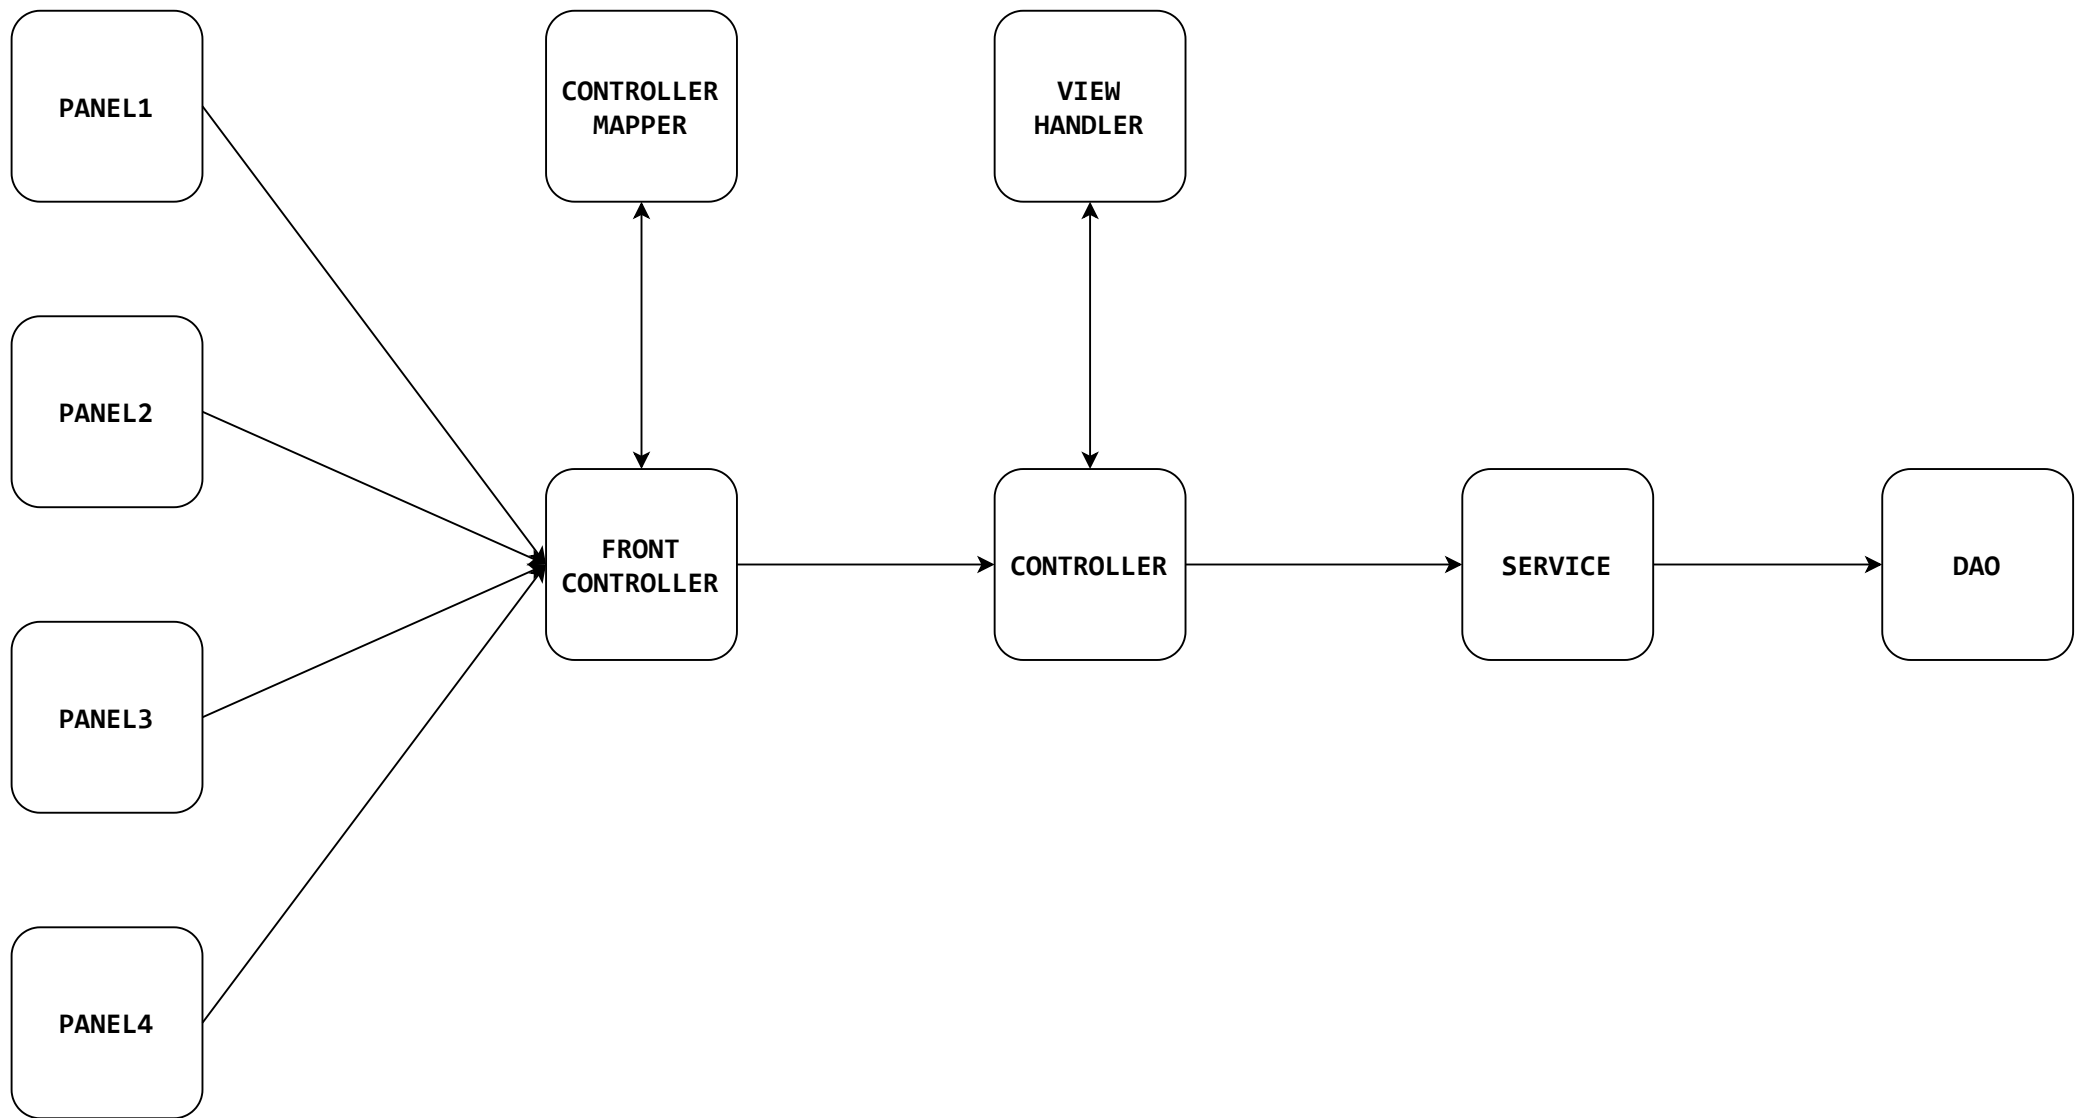 PANEL1
CONTROLLER
MAPPER
VIEW
HANDLER
PANEL2
FRONT
CONTROLLER
CONTROLLER
SERVICE
DAO
PANEL3
PANEL4